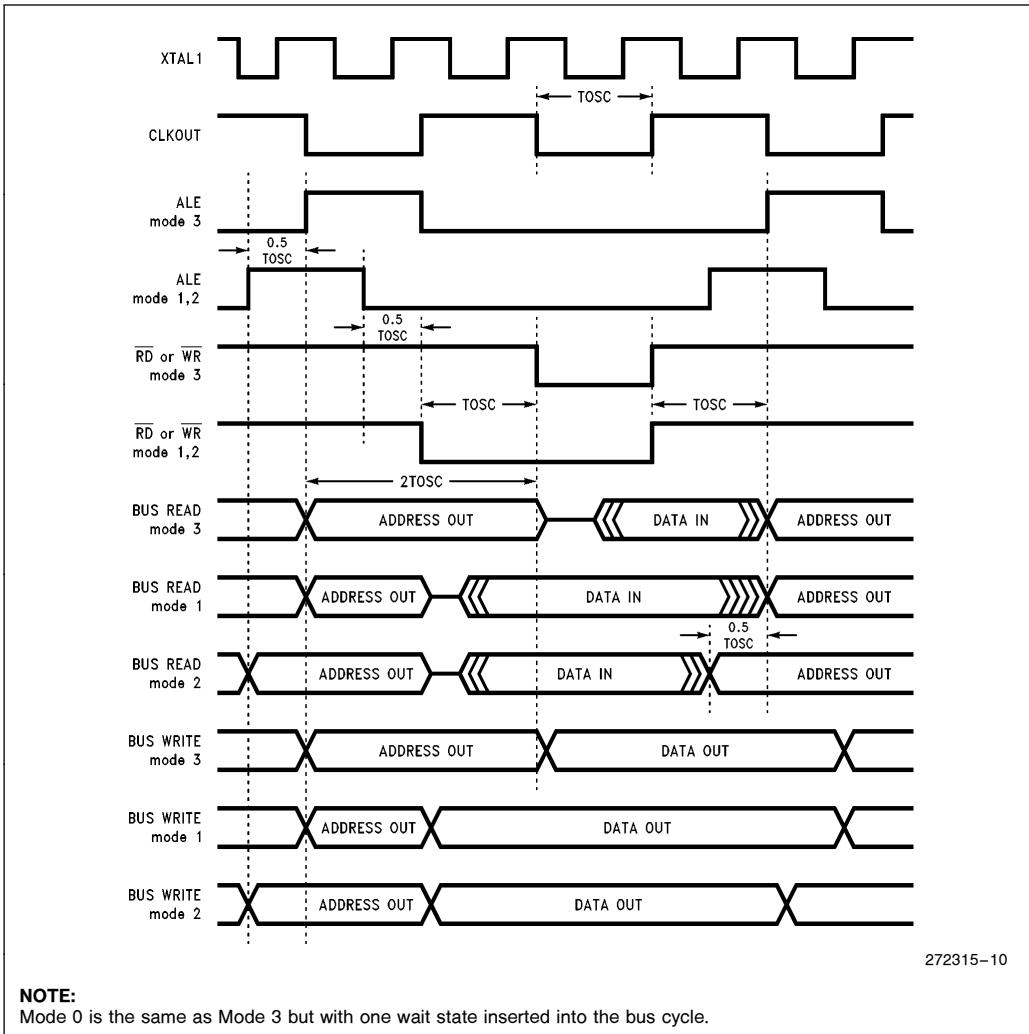 XTAL1
TOSC
CLKOUT
ALE
mode 3
0.5
TOSC
ALE
mode 1,2
0.5
TOSC
RD or WR
mode 3
TOSC
TOSC
RD or WR
mode 1,2
2TOSC
BUS READ
mode 3
ADDRESS OUT
DATA IN
ADDRESS OUT
BUS READ
mode 1
ADDRESS OUT
DATA IN
ADDRESS OUT
0.5
TOSC
BUS READ
mode 2
ADDRESS OUT
DATA IN
ADDRESS OUT
BUS WRITE
mode 3
ADDRESS OUT
DATA OUT
BUS WRITE
mode 1
ADDRESS OUT
DATA OUT
BUS WRITE
mode 2
ADDRESS OUT
DATA OUT
272315–10
NOTE:
Mode 0 is the same as Mode 3 but with one wait state inserted into the bus cycle.